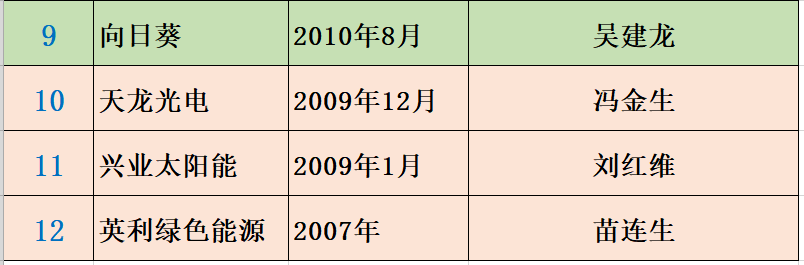 9 向日葵 2010年8月 吴建龙
10 天龙光电 2009年12月 冯金生
11 兴业太阳能 2009年1月 刘红维
12 英利绿色能源 2007年 苗连生